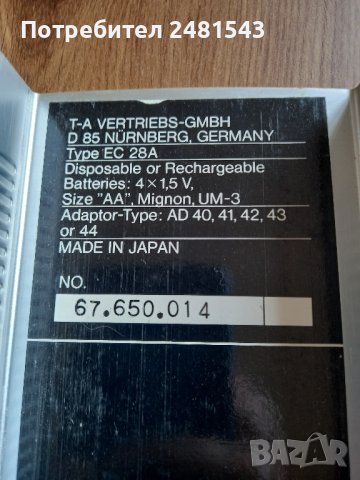 Потребител 2481543
T-A VERTRIEBS-GMBH
D 85 NÜRNBERG, GERMANY
Type EC 28A
Disposable or Rechargeable
Batteries: 4×1,5 V,
Size "AA", Mignon, UM-3
Adaptor-Type: AD 40, 41, 42, 43
or 44
MADE IN JAPAN
NO.
67.650.014
BAZAR